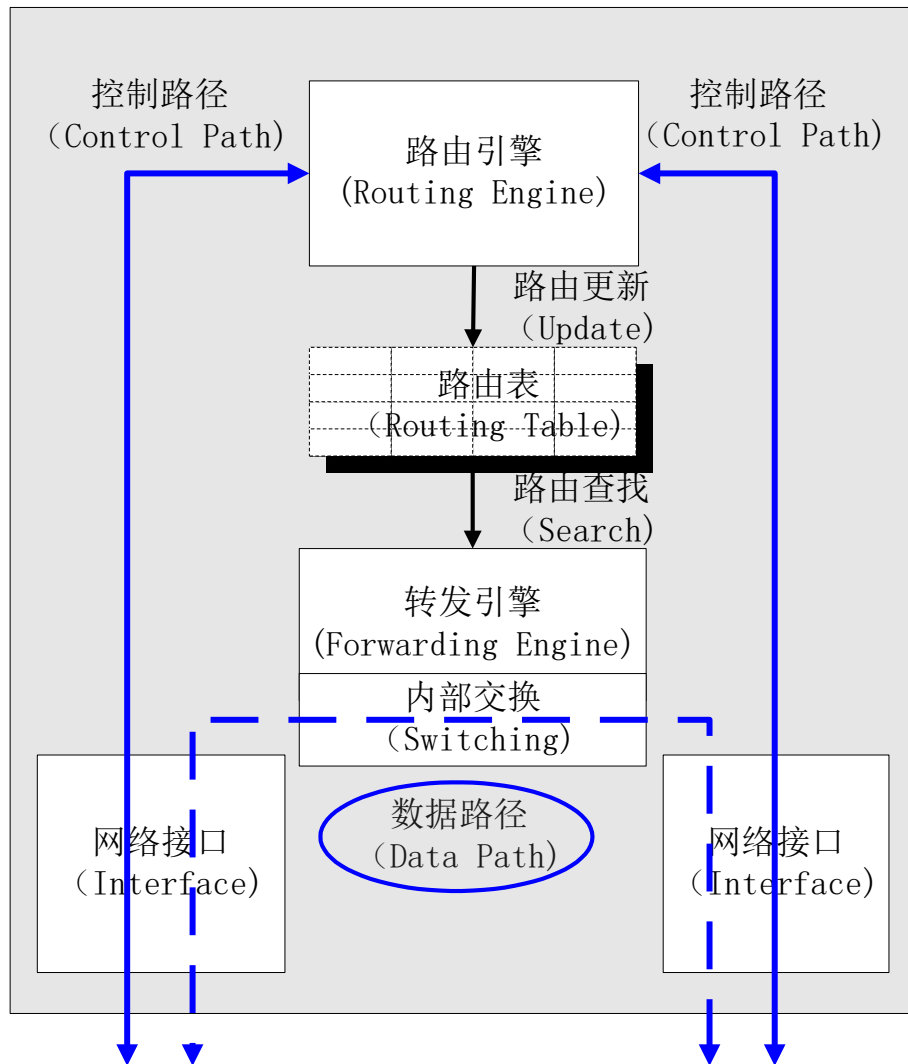 控制路径
（Control Path)
控制路径
（Control Path)
路由引擎
(Routing Engine)
路由更新
（Update)
路由表
（Routing Table)
路由查找
（Search)
转发引擎
(Forwarding Engine)
内部交换
（Switching)
网络接口
（Interface)
数据路径
（Data Path)
网络接口
（Interface)